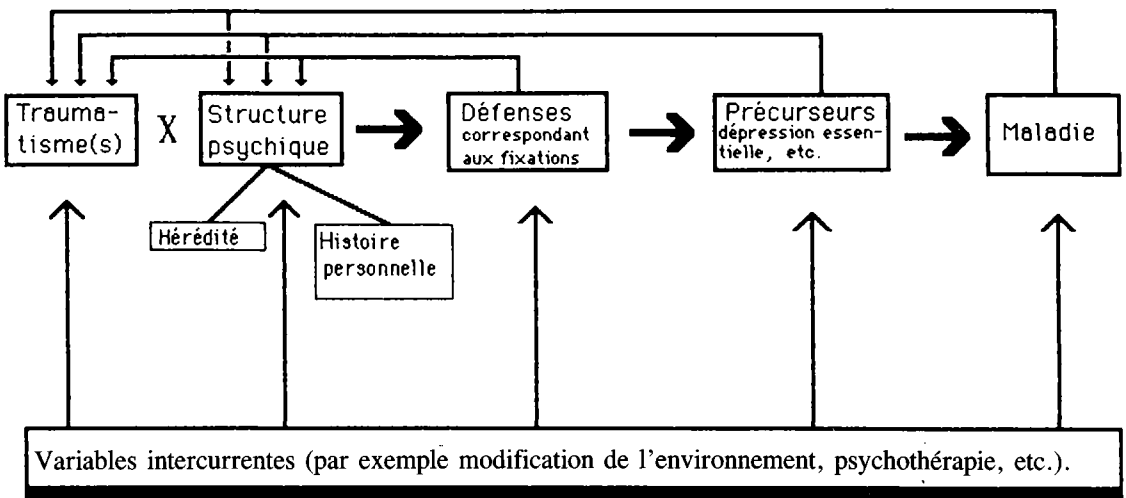 Trauma-
tisme(s)
X
Structure
psychique
Défenses
correspondant
aux fixations
Précurseurs
dépression essen-
tielle, etc.
Maladie
Hérédité
Histoire
personnelle
Variables intercurrentes (par exemple modification de l'environnement, psychothérapie, etc.).